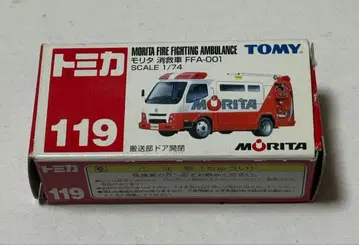 トミカ
MORITA FIRE FIGHTING AMBULANCE
TOMY
モリタ 消救車 FFA-001
SCALE 1/74
119
MORITA
搬送部ドア開閉
MORITA
トミカ
119